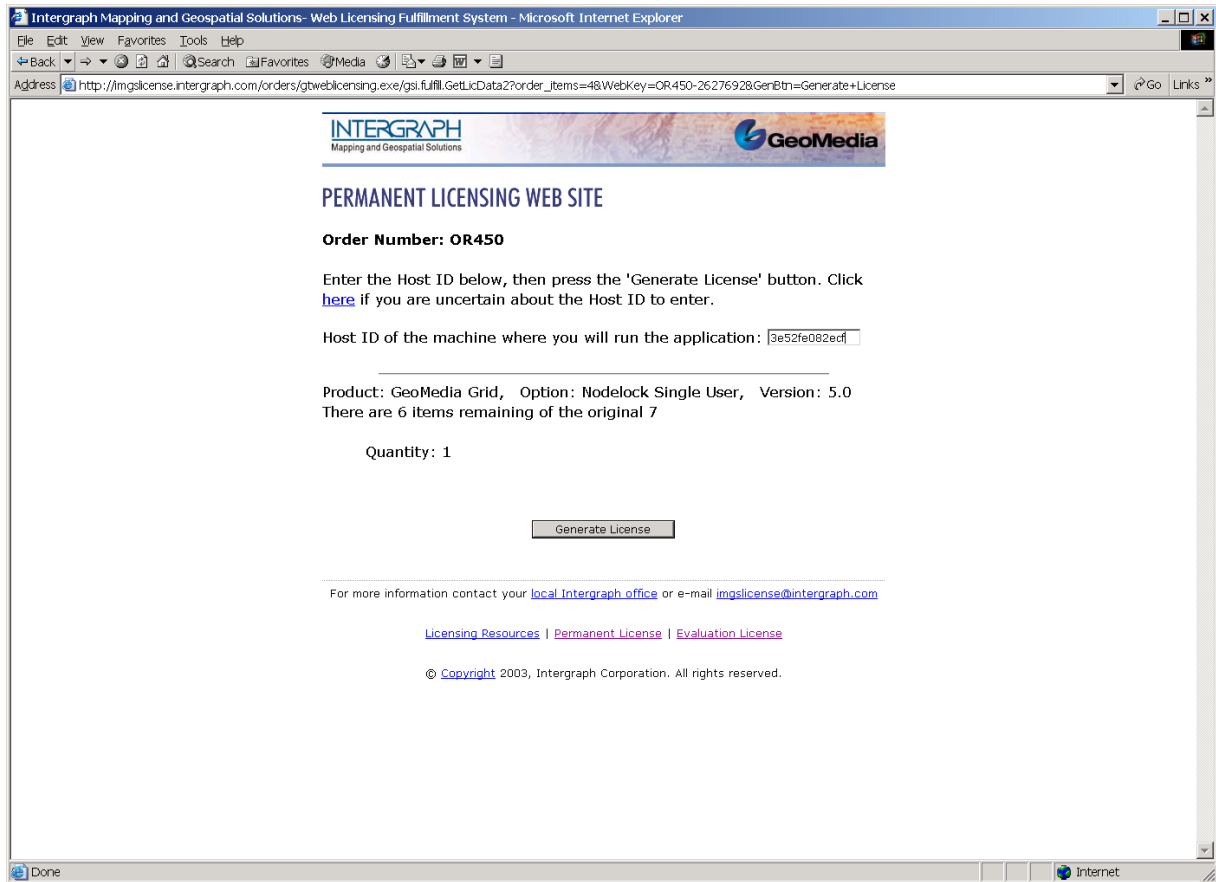 Intergraph Mapping and Geospatial Solutions- Web Licensing Fulfillment System - Microsoft Internet Explorer
File Edit View Favorites Tools Help
Back Search Favorites Media
Address http://imgslicense.intergraph.com/orders/gtweblicensing.exe/gsi.fulfill.GetLicData2?order_items=4&WebKey=OR450-2627692&GenBtn=Generate+License Go Links »
INTERGRAPH
Mapping and Geospatial Solutions
GeoMedia
PERMANENT LICENSING WEB SITE
Order Number: OR450
Enter the Host ID below, then press the 'Generate License' button. Click
here if you are uncertain about the Host ID to enter.
Host ID of the machine where you will run the application: 3e52fe082ecf
Product: GeoMedia Grid, Option: Nodelock Single User, Version: 5.0
There are 6 items remaining of the original 7
Quantity: 1
Generate License
For more information contact your local Intergraph office or e-mail imgslicense@intergraph.com
Licensing Resources | Permanent License | Evaluation License
© Copyright 2003, Intergraph Corporation. All rights reserved.
Done Internet